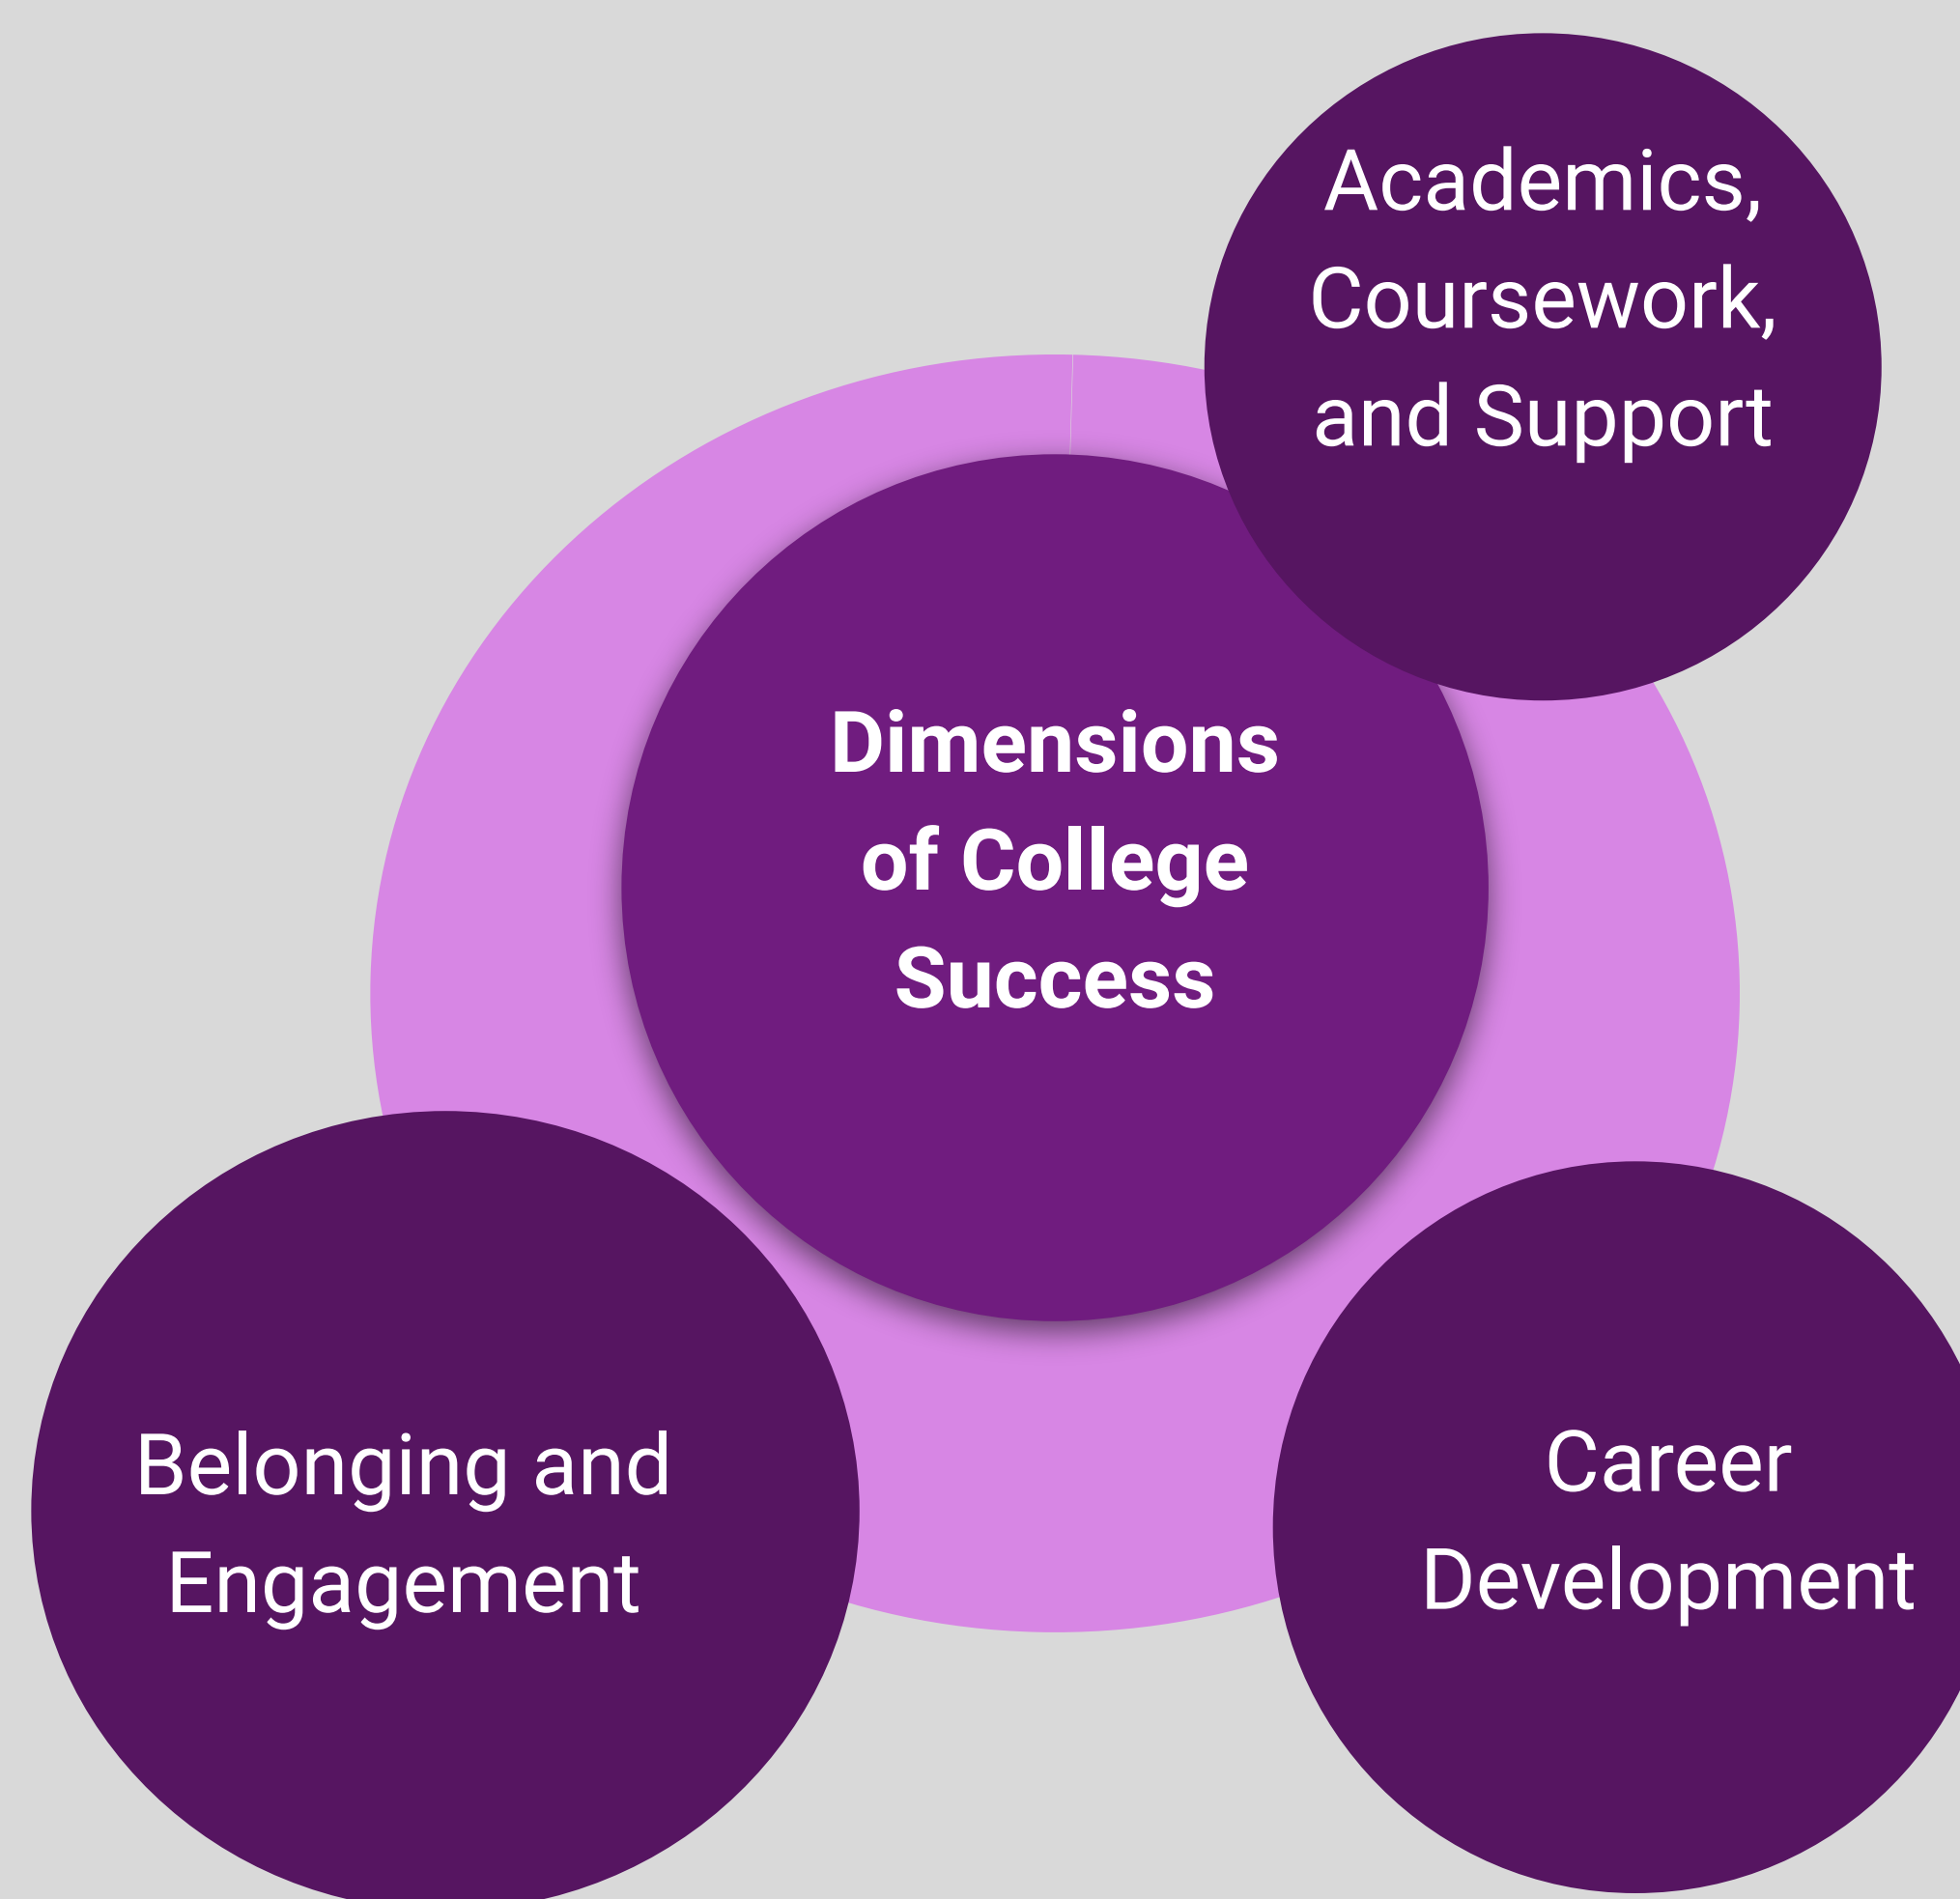 Academics,
Coursework,
and Support
Dimensions
of College
Success
Belonging and
Engagement
Career
Development